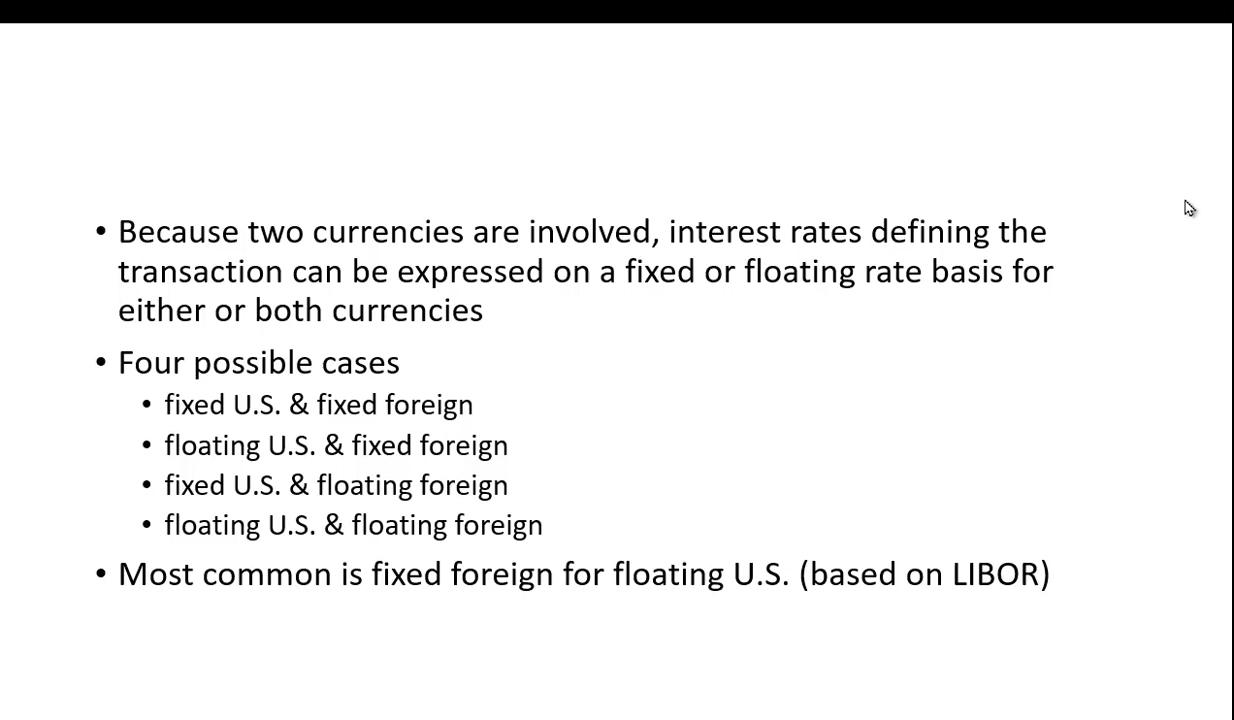 • Because two currencies are involved, interest rates defining the
transaction can be expressed on a fixed or floating rate basis for
either or both currencies
• Four possible cases
• fixed U.S. & fixed foreign
• floating U.S. & fixed foreign
• fixed U.S. & floating foreign
• floating U.S. & floating foreign
• Most common is fixed foreign for floating U.S. (based on LIBOR)